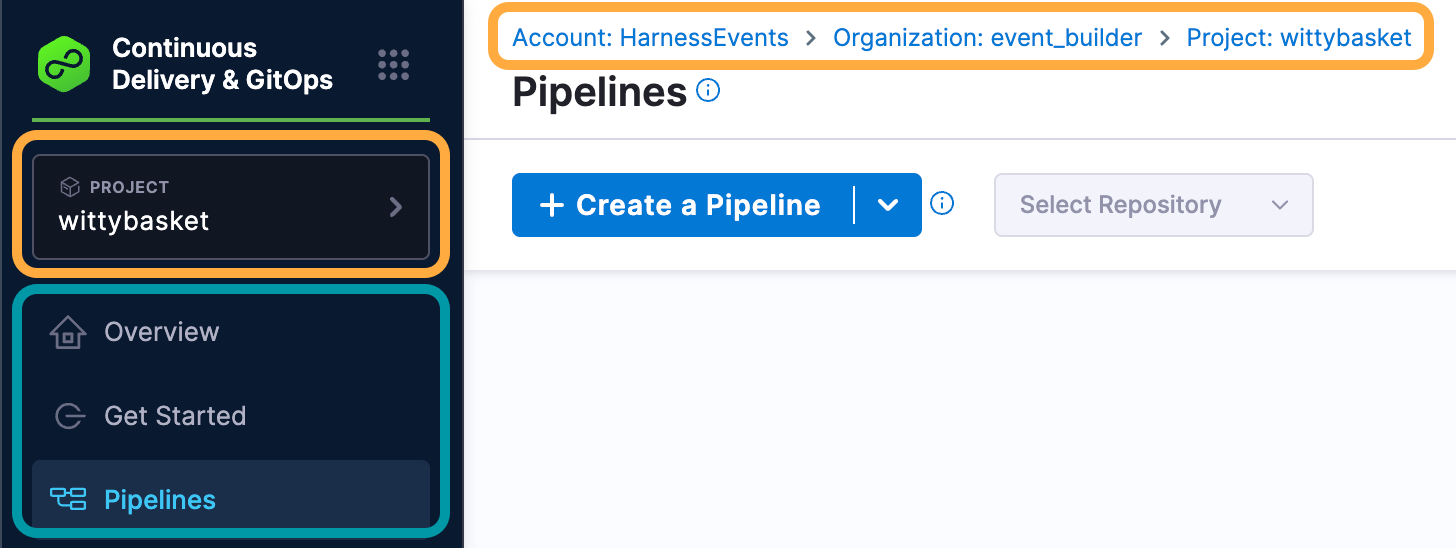 Continuous
Delivery & GitOps
PROJECT
wittybasket
Overview
Get Started
Pipelines
Account: HarnessEvents > Organization: event_builder > Project: wittybasket
Pipelines
+ Create a Pipeline
Select Repository